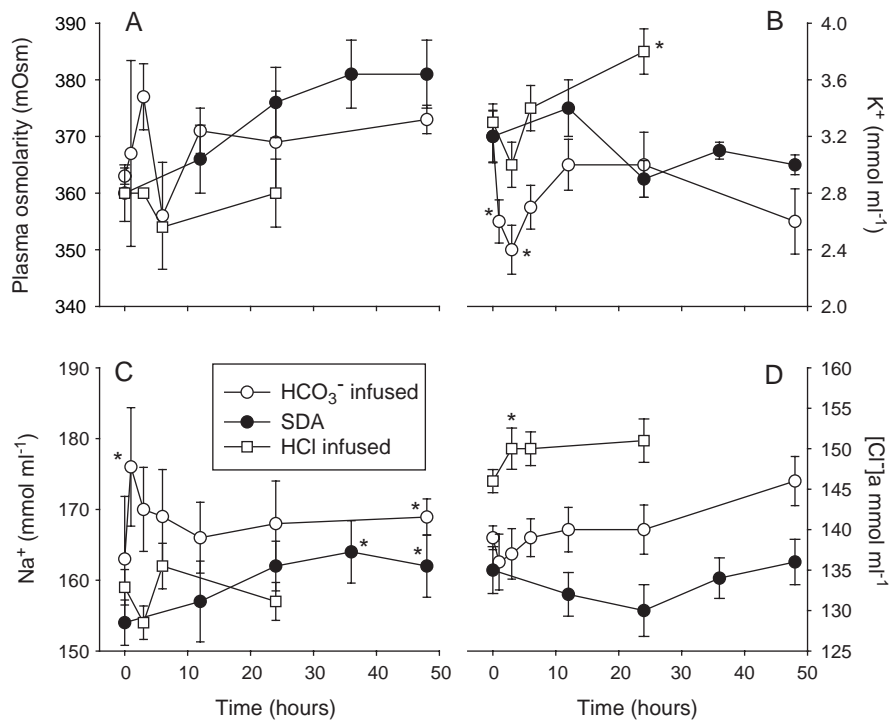 A
B
Plasma osmolarity (mOsm)
390
380
370
360
350
340
4.0
3.6
3.2
2.8
2.4
2.0
K⁺ (mmol ml⁻¹)
*
*
*
C
D
Na⁺ (mmol ml⁻¹)
190
180
170
160
150
HCO₃⁻ infused
SDA
HCl infused
*
*
*
*
*
160
155
150
145
140
135
130
125
[Cl⁻]a mmol ml⁻¹
0 10 20 30 40 50
0 10 20 30 40 50
Time (hours)
Time (hours)